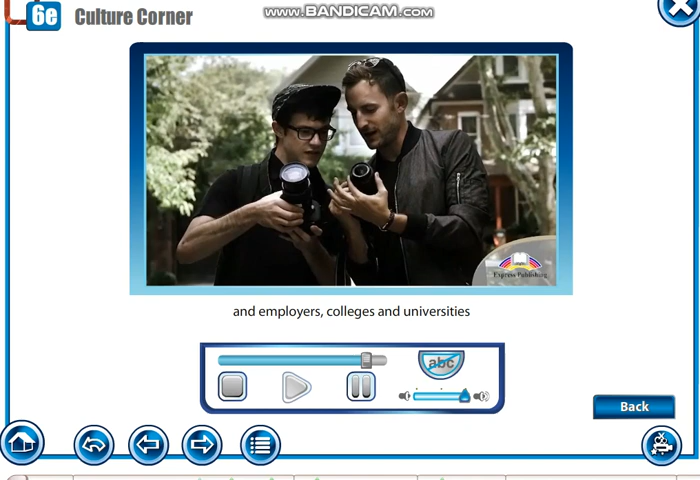 www.BANDICAM.com
6e Culture Corner
Express Publishing
and employers, colleges and universities
abc
Back